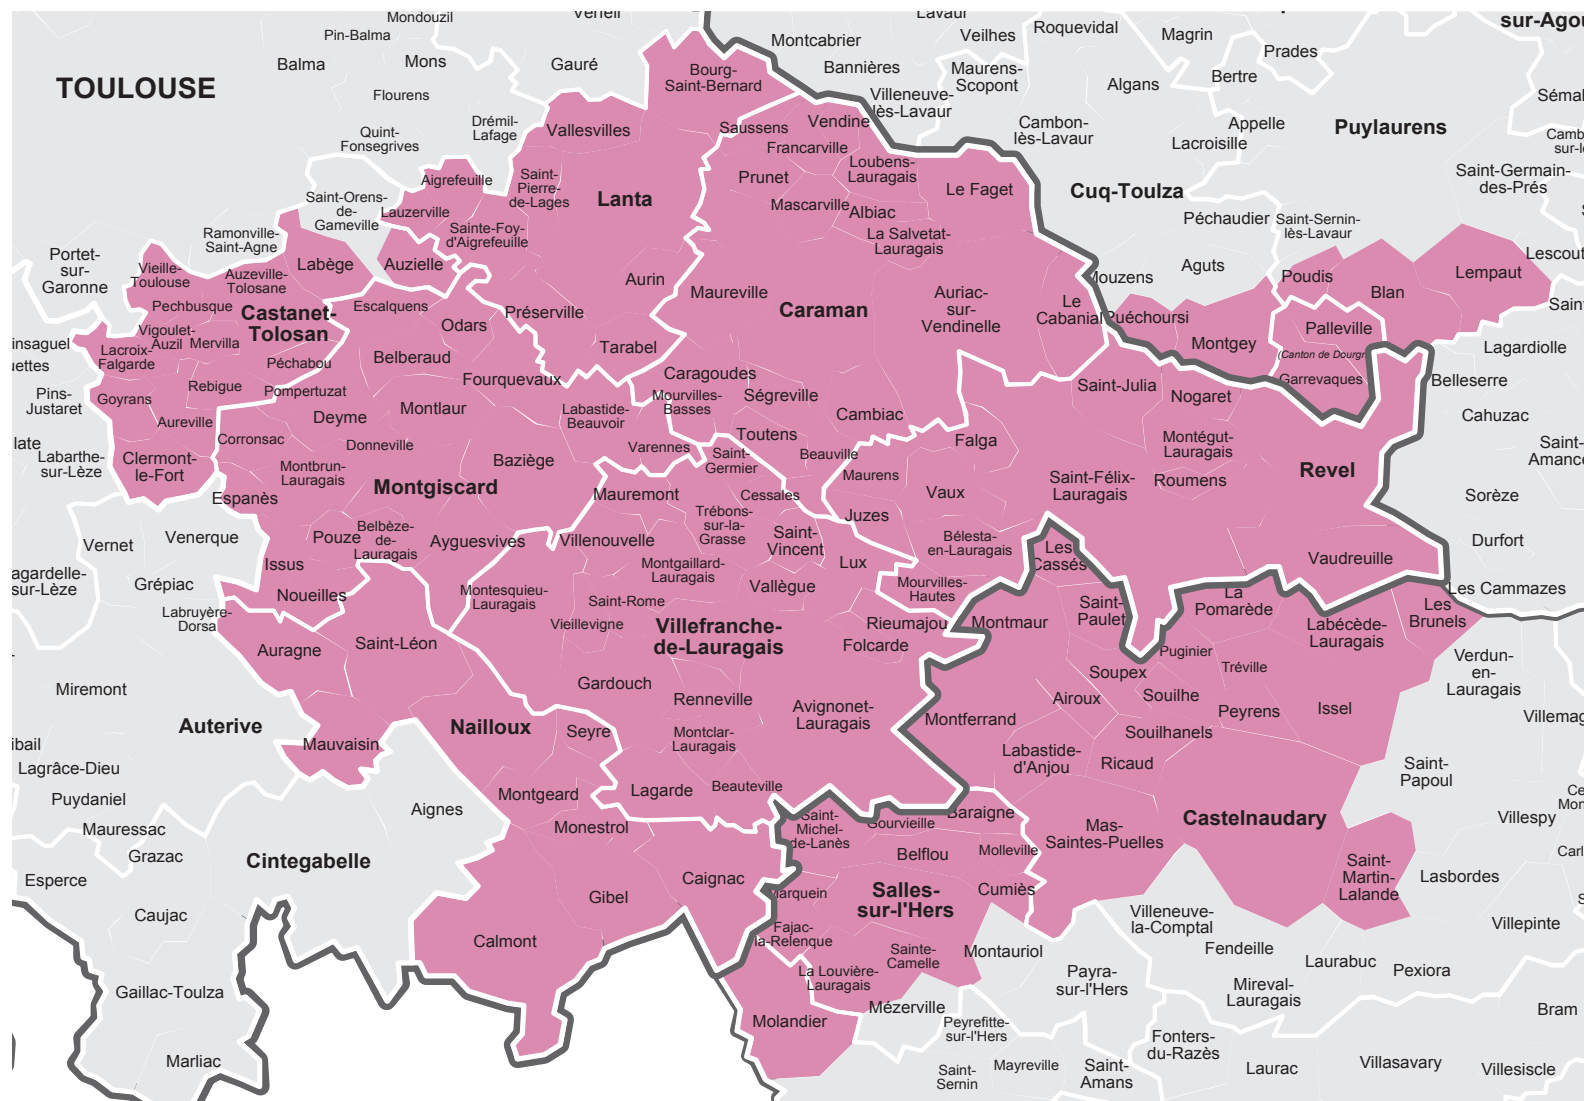 Mondouzil
Verfeil
Lavaur
sur-Agou
Pin-Balma
Montcabrier
Veilhes
Roquevidal
Magrin
Prades
Balma
Mons
Gauré
Bannières
Maurens-
Scopont
Algans
Bertre
TOULOUSE
Bourg-
Saint-Bernard
Flourens
Villeneuve-
lès-Lavaur
Sémal
Drémil-
Lafage
Quint-
Fonsegrives
Vallesvilles
Saussens
Vendine
Cambon-
lès-Lavaur
Appelle
Lacroisille
Puylaurens
Camb
sur-l
Francarville
Loubens-
Lauragais
Aigrefeuille
Saint-
Pierre-
de-Lages
Prunet
Le Faget
Cuq-Toulza
Saint-Germain-
des-Prés
Saint-Orens-
de-
Gameville
Lauzerville
Lanta
Mascarville
Albiac
Péchaudier
Saint-Sernin-
lès-Lavaur
Sainte-Foy-
d'Aigrefeuille
La Salvetat-
Lauragais
Ramonville-
Saint-Agne
Portet-
sur-
Garonne
Vieille-
Toulouse
Auzeville-
Tolosane
Labège
Auzielle
Aurin
Mouzens
Aguts
Poudis
Lempaut
Lescout
Blan
Maureville
Auriac-
sur-
Vendinelle
Le
Cabanial
Puéchoursi
Saint-
Pechbusque
Castanet-
Tolosan
Escalquens
Odars
Préserville
Caraman
Palleville
Vigoulet-
Auzil
Mervilla
insaguel
Lacroix-
Falgarde
Péchabou
Belberaud
Tarabel
Montgey
(Canton de Dourgne)
Lagardiolle
uettes
Rebigue
Pompertuzat
Fourquevaux
Caragoudes
Saint-Julia
Nogaret
Garrevaques
Belleserre
Pins-
Justaret
Goyrans
Mourvilles-
Basses
Ségreville
Aureville
Deyme
Montlaur
Labastide-
Beauvoir
Cambiac
Cahuzac
late
Labarthe-
sur-Lèze
Corronsac
Donneville
Varennes
Toutens
Falga
Montégut-
Lauragais
Saint-
Amance
Clermont-
le-Fort
Montbrun-
Lauragais
Baziège
Saint-
Germier
Beauville
Maurens
Saint-Félix-
Lauragais
Roumens
Revel
Espanès
Montgiscard
Mauremont
Cessales
Vaux
Sorèze
Trébons-
sur-la-
Grasse
Juzes
Vernet
Venerque
Pouze
Belbèze-
de-
Lauragais
Ayguesvives
Villenouvelle
Saint-
Vincent
Bélesta-
en-Lauragais
Les
Cassés
Durfort
Issus
Montgaillard-
Lauragais
Lux
Vaudreuille
agardelle-
sur-Lèze
Grépiac
Noueilles
Montesquieu-
Lauragais
Saint-Rome
Vallègue
Mourvilles-
Hautes
Les Cammazes
Labruyère-
Dorsa
Vieillevigne
Villefranche-
de-Lauragais
Rieumajou
Montmaur
Saint-
Paulet
La
Pomarède
Labécède-
Lauragais
Les
Brunels
Auragne
Saint-Léon
Folcarde
Puginier
Tréville
Verdun-
en-
Lauragais
Miremont
Gardouch
Renneville
Soupex
Souilhe
Airoux
Peyrens
Issel
Auterive
Mauvaisin
Nailloux
Seyre
Montclar-
Lauragais
Avignonet-
Lauragais
Montferrand
Souilhanels
Villemag
ibail
Lagrâce-Dieu
Labastide-
d'Anjou
Ricaud
Saint-
Papoul
Puydaniel
Aignes
Montgeard
Lagarde
Beauteville
Mauressac
Monestrol
Saint-
Michel-
de-Lanès
Gourvieille
Baraigne
Mas-
Saintes-Puelles
Castelnaudary
Villespy
Grazac
Cintegabelle
Belflou
Molleville
Saint-
Martin-
Lalande
Esperce
Gibel
Caignac
Marquein
Salles-
sur-l'Hers
Cumiès
Lasbordes
Caujac
Calmont
Fajac-
la-Relenque
Sainte-
Camelle
Montauriol
Villeneuve-
la-Comptal
Fendeille
Villepinte
Laurabuc
Pexiora
Gaillac-Toulza
La Louvière-
Lauragais
Payra-
sur-l'Hers
Mireval-
Lauragais
Bram
Molandier
Mézerville
Peyrefitte-
sur-l'Hers
Fonters-
du-Razès
Marliac
Saint-
Sernin
Mayreville
Saint-
Amans
Laurac
Villasavary
Villesiscle